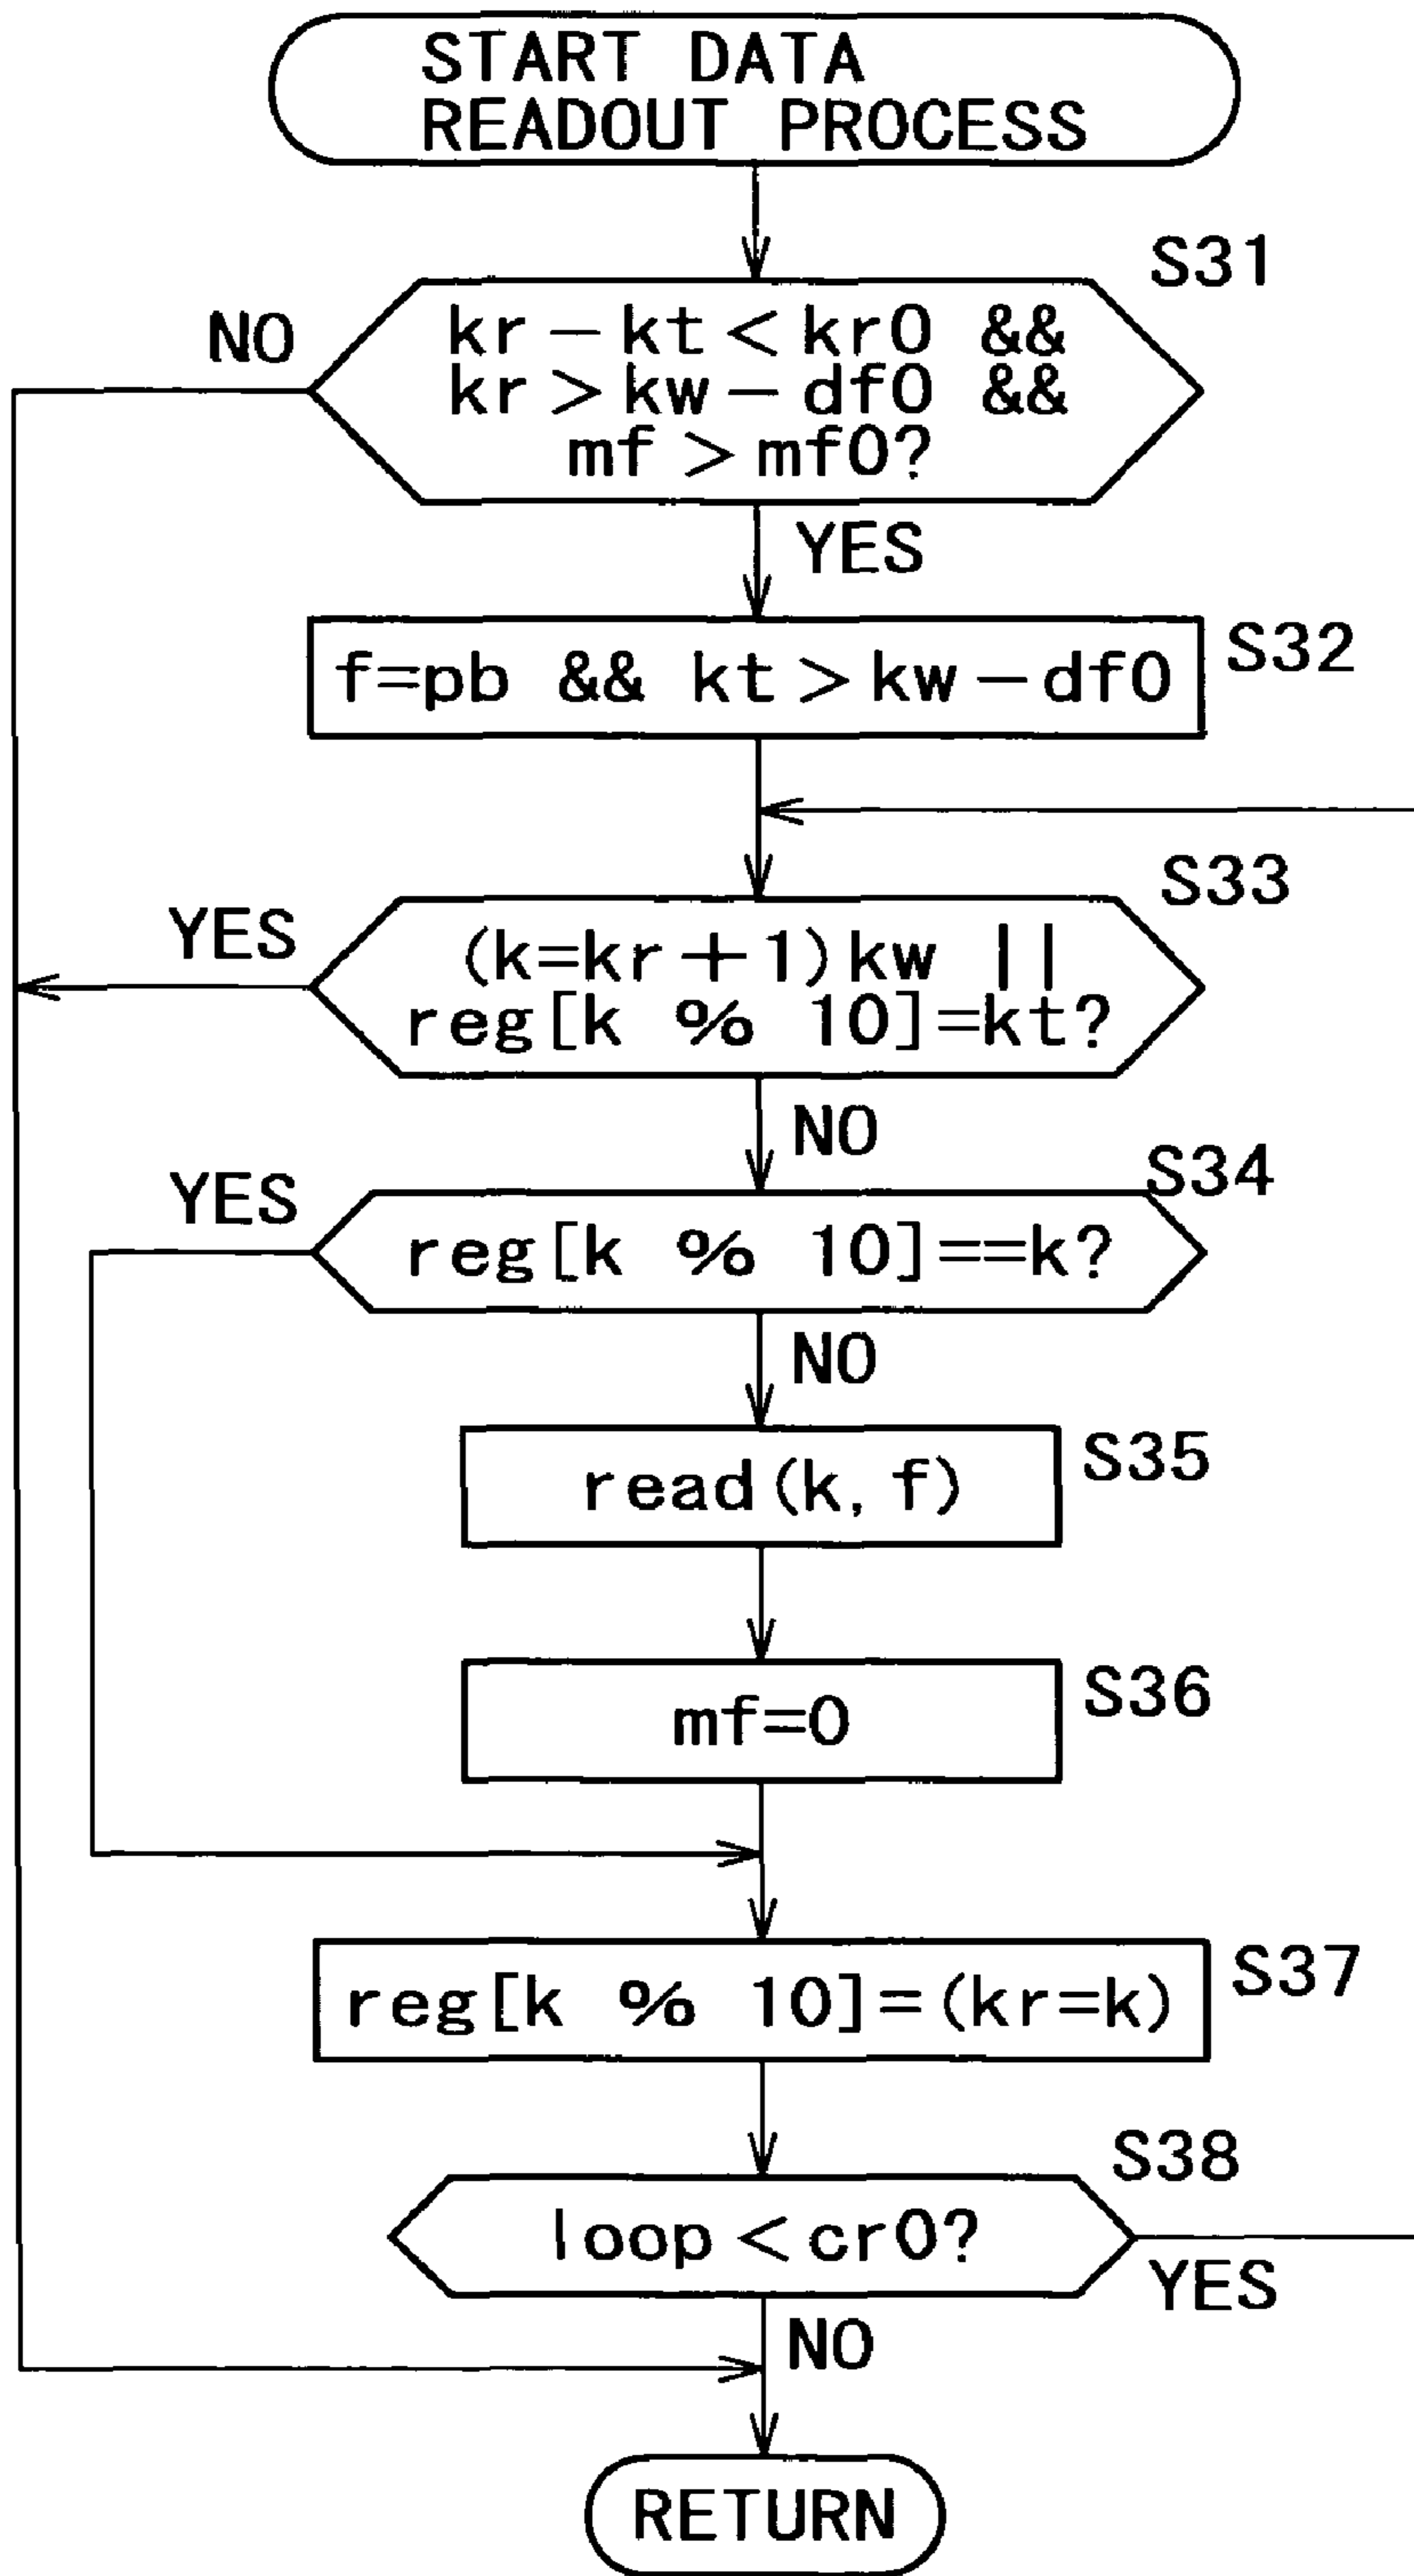 START DATA
READOUT PROCESS
S31
NO
kr-kt<kr0 &&
kr>kw-df0 &&
mf>mf0?
YES
S32
f=pb && kt>kw-df0
S33
YES
(k=kr+1)kw ||
reg[k % 10]=kt?
NO
S34
YES
reg[k % 10]==k?
NO
S35
read(k,f)
S36
mf=0
S37
reg[k % 10]=(kr=k)
S38
loop<cr0?
YES
NO
RETURN